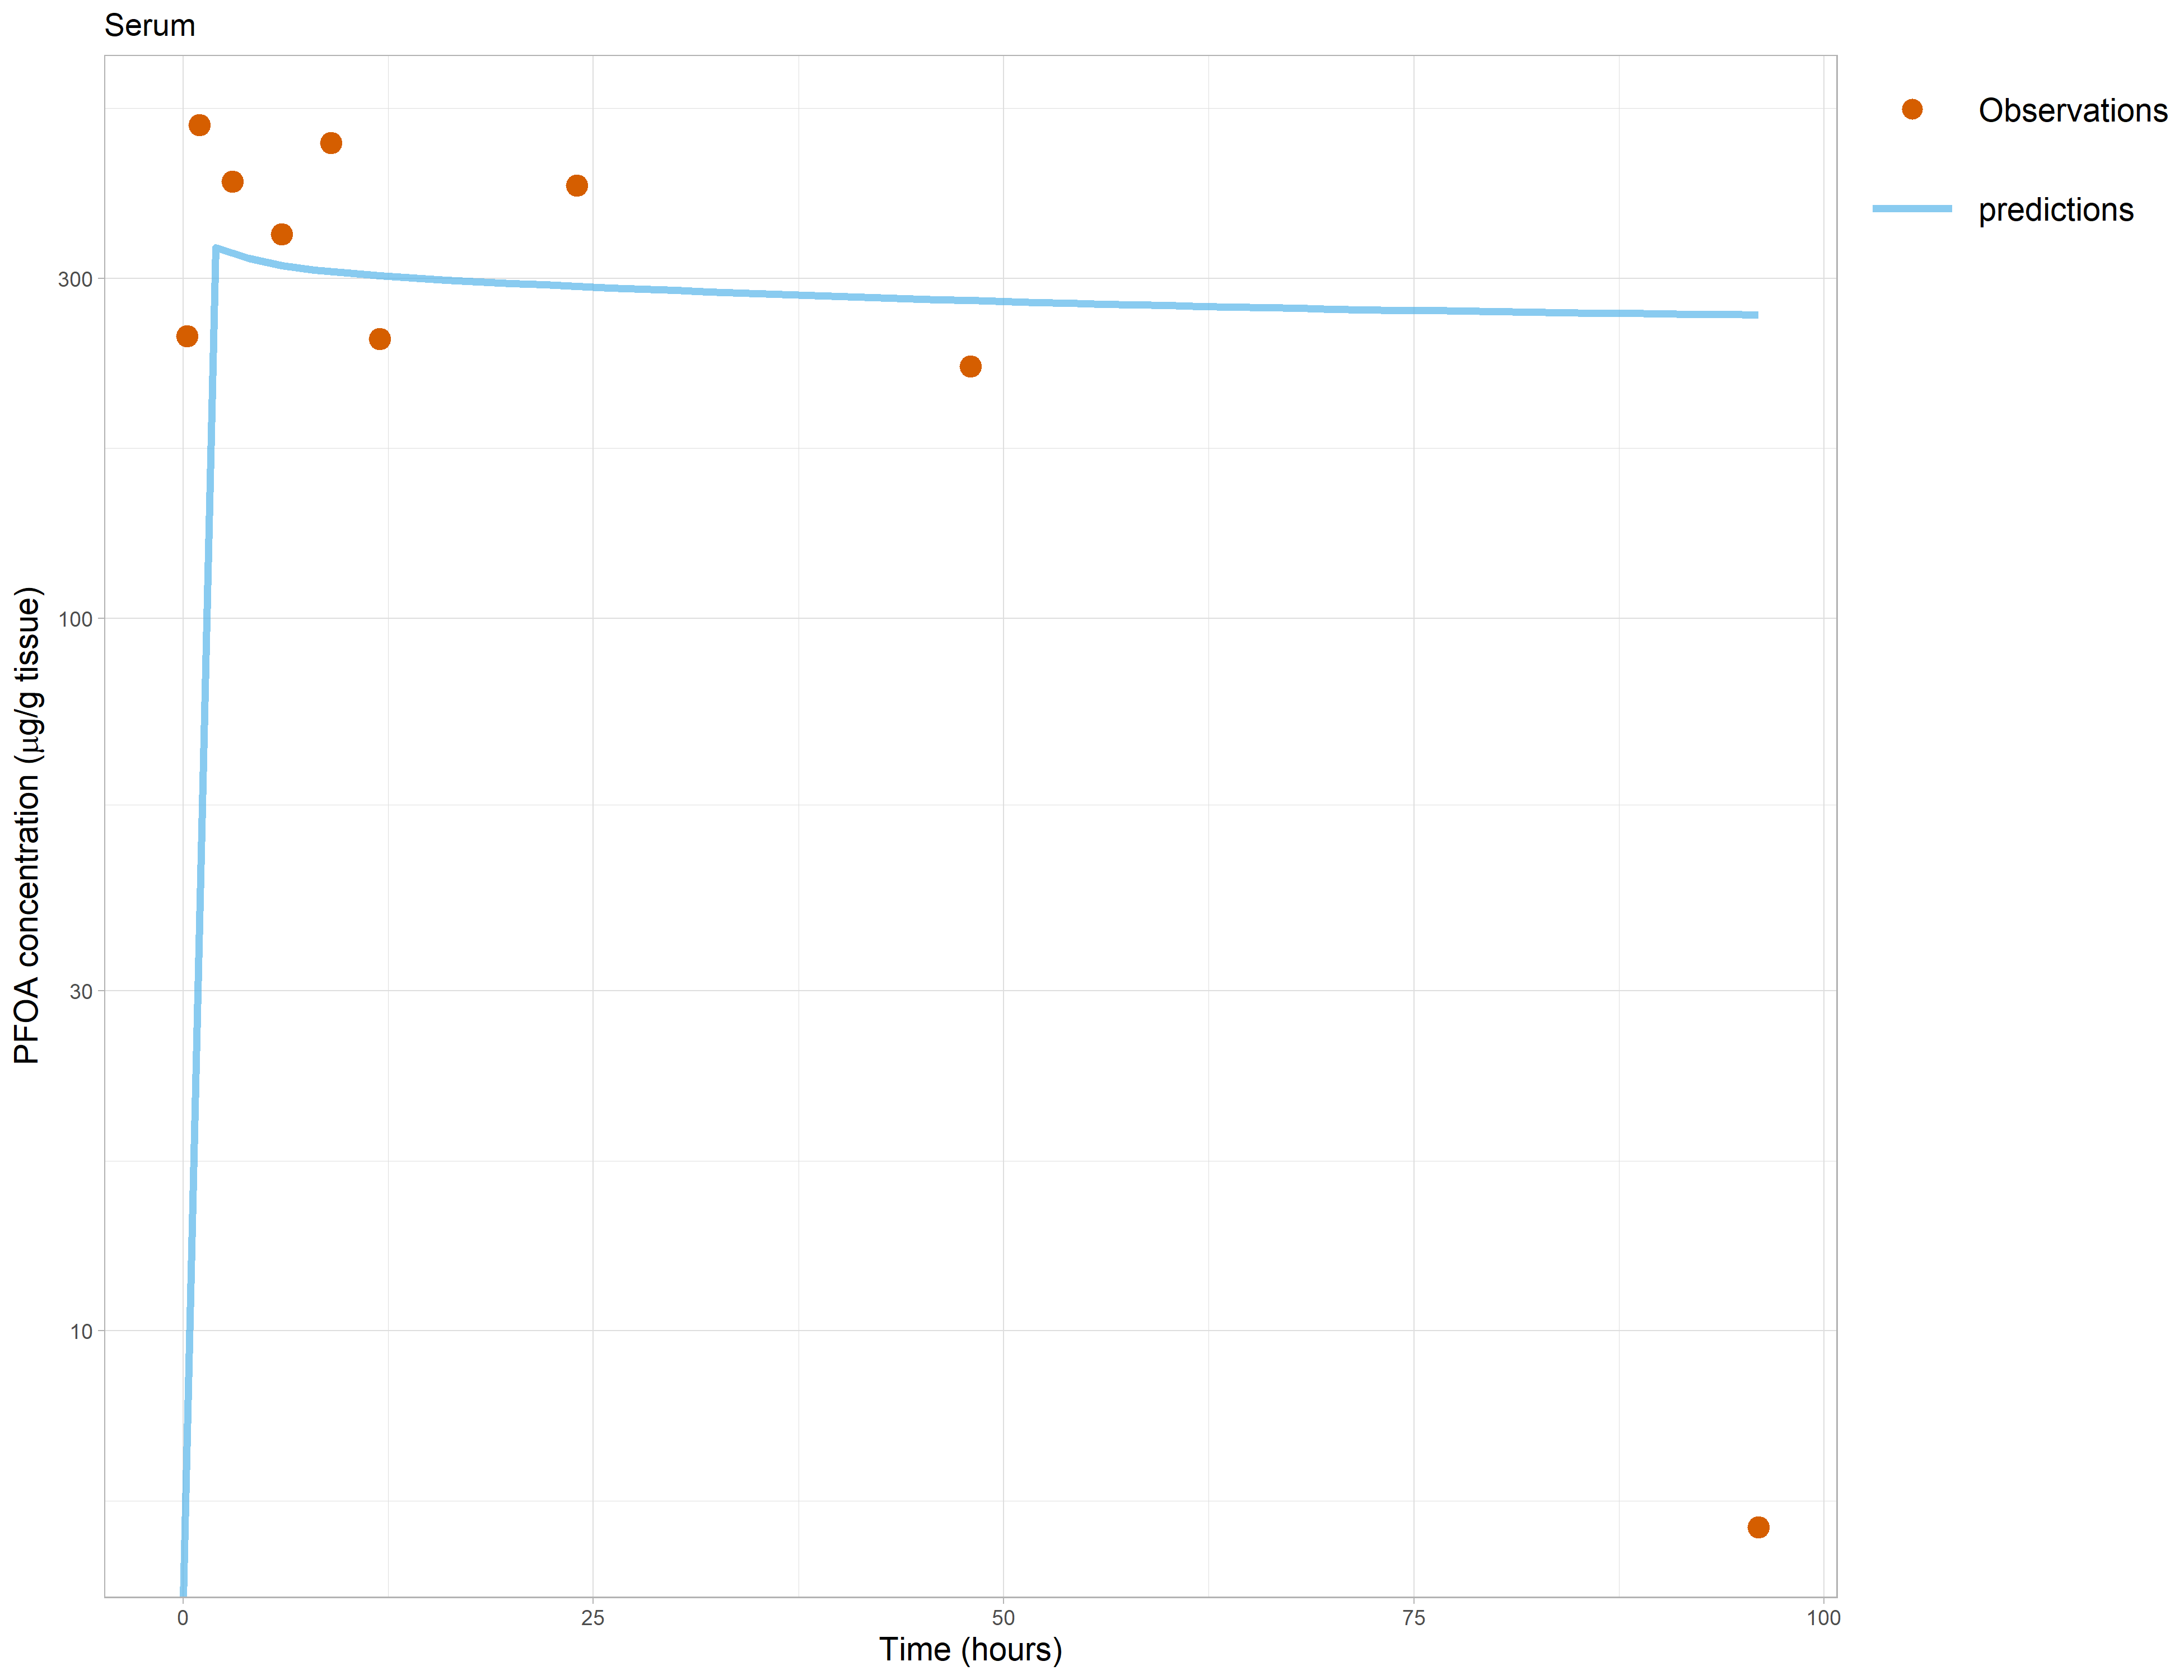 Serum
Observations
predictions
300
100
30
10
PFOA concentration (μg/g tissue)
0 25 50 75 100
Time (hours)